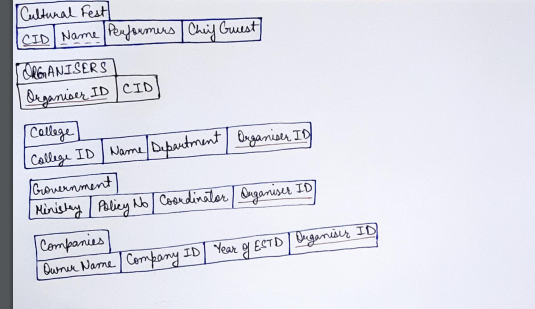 Cultural Fest
CID Name Performers Chief Guest
ORGANISERS
Organiser ID CID
College
College ID Name Department Organiser ID
Government
Ministry Policy No Coordinator Organiser ID
Companies
Owner Name Company ID Year of ESTD Organiser ID